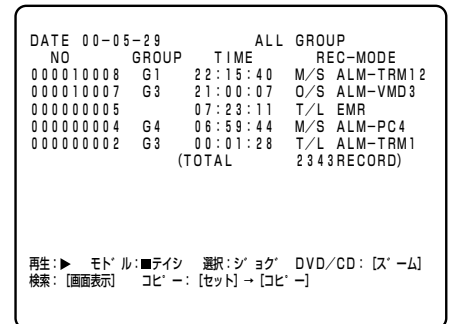 DATE 00-05-29 ALL GROUP
NO GROUP TIME REC-MODE
000010008 G1 22:15:40 M/S ALM-TRM12
000010007 G3 21:00:07 O/S ALM-VMD3
000000005 07:23:11 T/L EMR
000000004 G4 06:59:44 M/S ALM-PC4
000000002 G3 00:01:28 T/L ALM-TRM1
(TOTAL 2343RECORD)
再生:▶ モドル:■テイシ 選択:ジョグ DVD/CD:[ズーム]
検索:[画面表示] コピー:[セット]→[コピー]